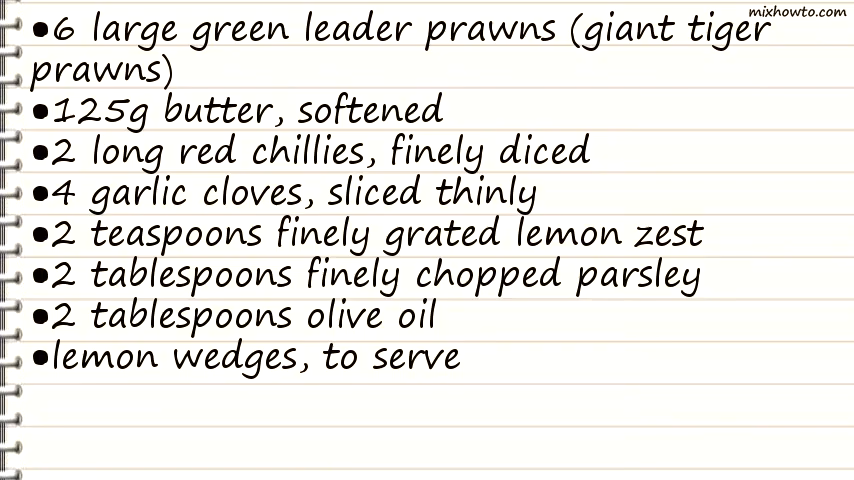 mixhowto.com
•6 large green leader prawns (giant tiger
prawns)
•125g butter, softened
•2 long red chillies, finely diced
•4 garlic cloves, sliced thinly
•2 teaspoons finely grated lemon zest
•2 tablespoons finely chopped parsley
•2 tablespoons olive oil
•lemon wedges, to serve